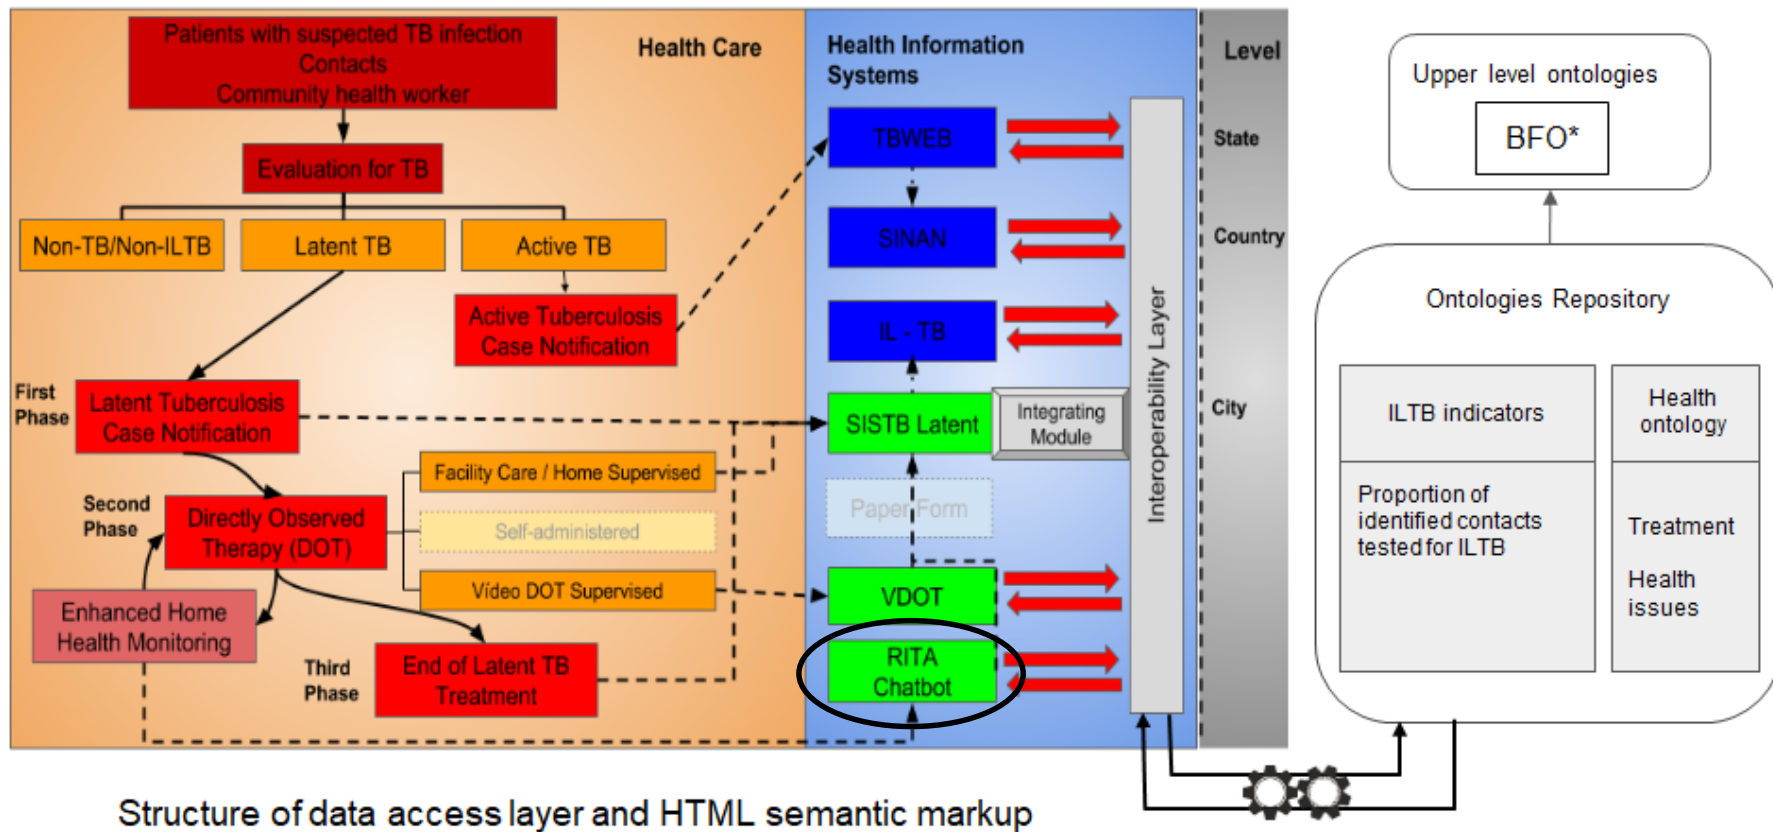 Patients with suspected TB infection
Contacts
Community health worker
Health Care
Evaluation for TB
Non-TB/Non-ILTB
Latent TB
Active TB
Active Tuberculosis
Case Notification
First
Phase
Latent Tuberculosis
Case Notification
Second
Phase
Directly Observed
Therapy (DOT)
Facility Care / Home Supervised
Self-administered
Vídeo DOT Supervised
Enhanced Home
Health Monitoring
Third
Phase
End of Latent TB
Treatment
Health Information
Systems
TBWEB
SINAN
IL - TB
SISTB Latent
Integrating
Module
Paper Form
VDOT
RITA
Chatbot
Interoperability Layer
Level
State
Country
City
Upper level ontologies
BFO*
Ontologies Repository
ILTB indicators
Proportion of
identified contacts
tested for ILTB
Health
ontology
Treatment
Health
issues
Structure of data access layer and HTML semantic markup